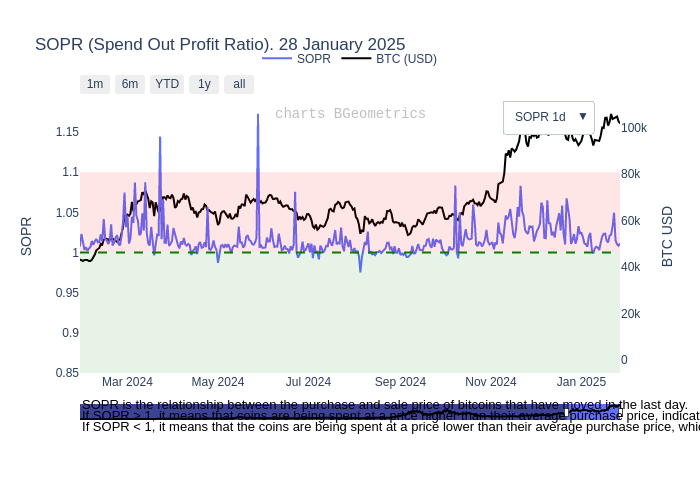 SOPR (Spend Out Profit Ratio). 28 January 2025
SOPR BTC (USD)
1m 6m YTD 1y all
charts BGeometrics
SOPR 1d ▼
1.15
1.1
1.05
1
0.95
0.9
0.85
SOPR
100k
80k
60k
40k
20k
0
BTC USD
Mar 2024 May 2024 Jul 2024 Sep 2024 Nov 2024 Jan 2025
SOPR is the relationship between the purchase and sale price of bitcoins that have moved in the last day.
If SOPR > 1, it means that coins are being spent at a price higher than their average purchase price, indicat
If SOPR < 1, it means that the coins are being spent at a price lower than their average purchase price, whic